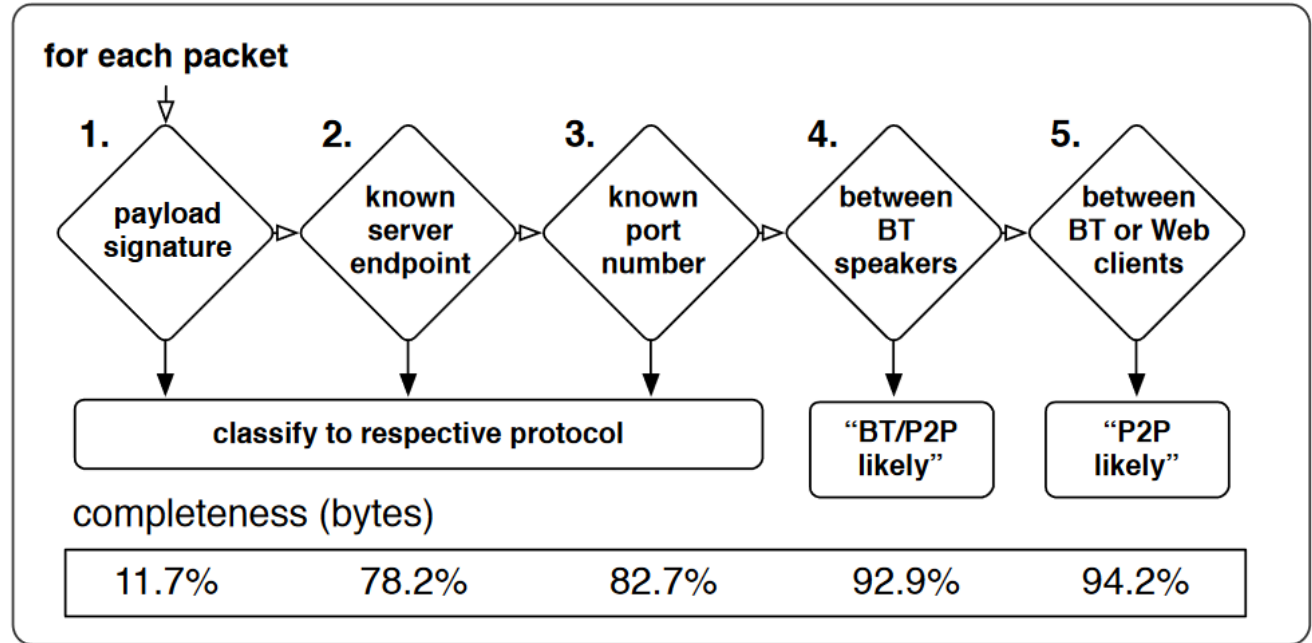 for each packet
1.
payload
signature
2.
known
server
endpoint
3.
known
port
number
4.
between
BT
speakers
5.
between
BT or Web
clients
classify to respective protocol
“BT/P2P
likely”
“P2P
likely”
completeness (bytes)
11.7% 78.2% 82.7% 92.9% 94.2%